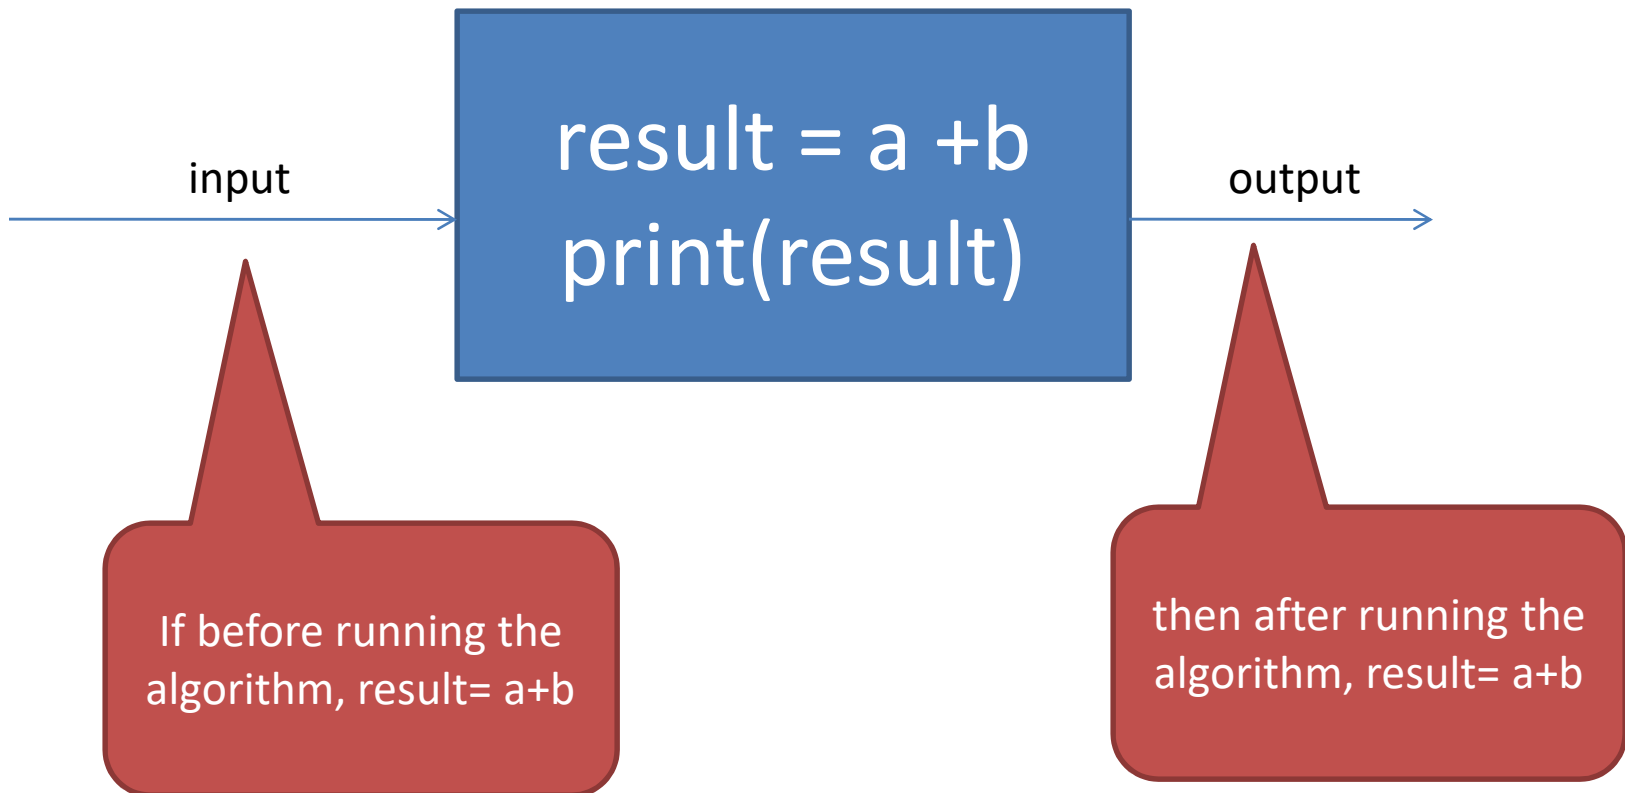 result = a +b
print(result)
input
output
If before running the
algorithm, result= a+b
then after running the
algorithm, result= a+b